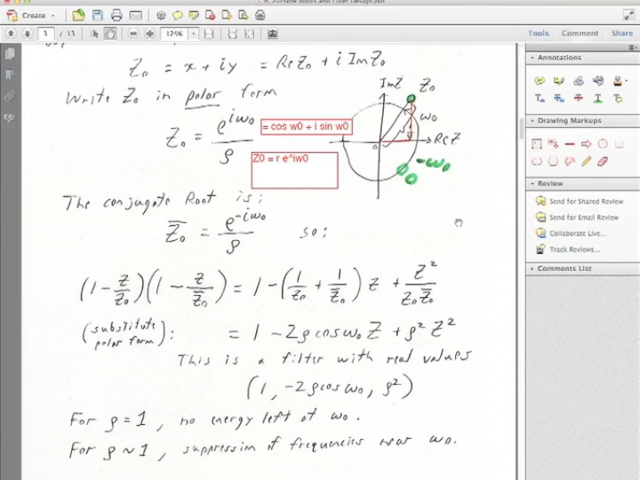 Create
3 / 13
125%
Tools Comment Share
Z₀ = x + iy = Re Z₀ + i Im Z₀
Write Z₀ in polar form
Z₀ = e^{iω₀} / ρ
= cos w0 + i sin w0
Z0 = r e^iw0
Im Z
Z₀
ω₀
Re Z
-ω₀
The conjugate Root is:
Z̄₀ = e^{-iω₀} / ρ so:
(1 - Z/Z₀)(1 - Z/Z̄₀) = 1 - (1/Z₀ + 1/Z̄₀) Z + Z²/(Z₀Z̄₀)
(substitute polar form): = 1 - 2ρ cos ω₀ Z + ρ² Z²
This is a filter with real values
(1, -2ρ cos ω₀, ρ²)
For ρ = 1, no energy left at ω₀.
For ρ ~ 1, suppression of frequencies near ω₀.
Annotations
Drawing Markups
Review
Send for Shared Review
Send for Email Review
Collaborate Live...
Track Reviews...
Comments List